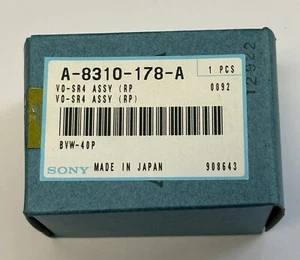 A-8310-178-A
1 PCS
VO-SR4 ASSY (RP
0092
VO-SR4 ASSY (RP)
BVW-40P
SONY MADE IN JAPAN
908643